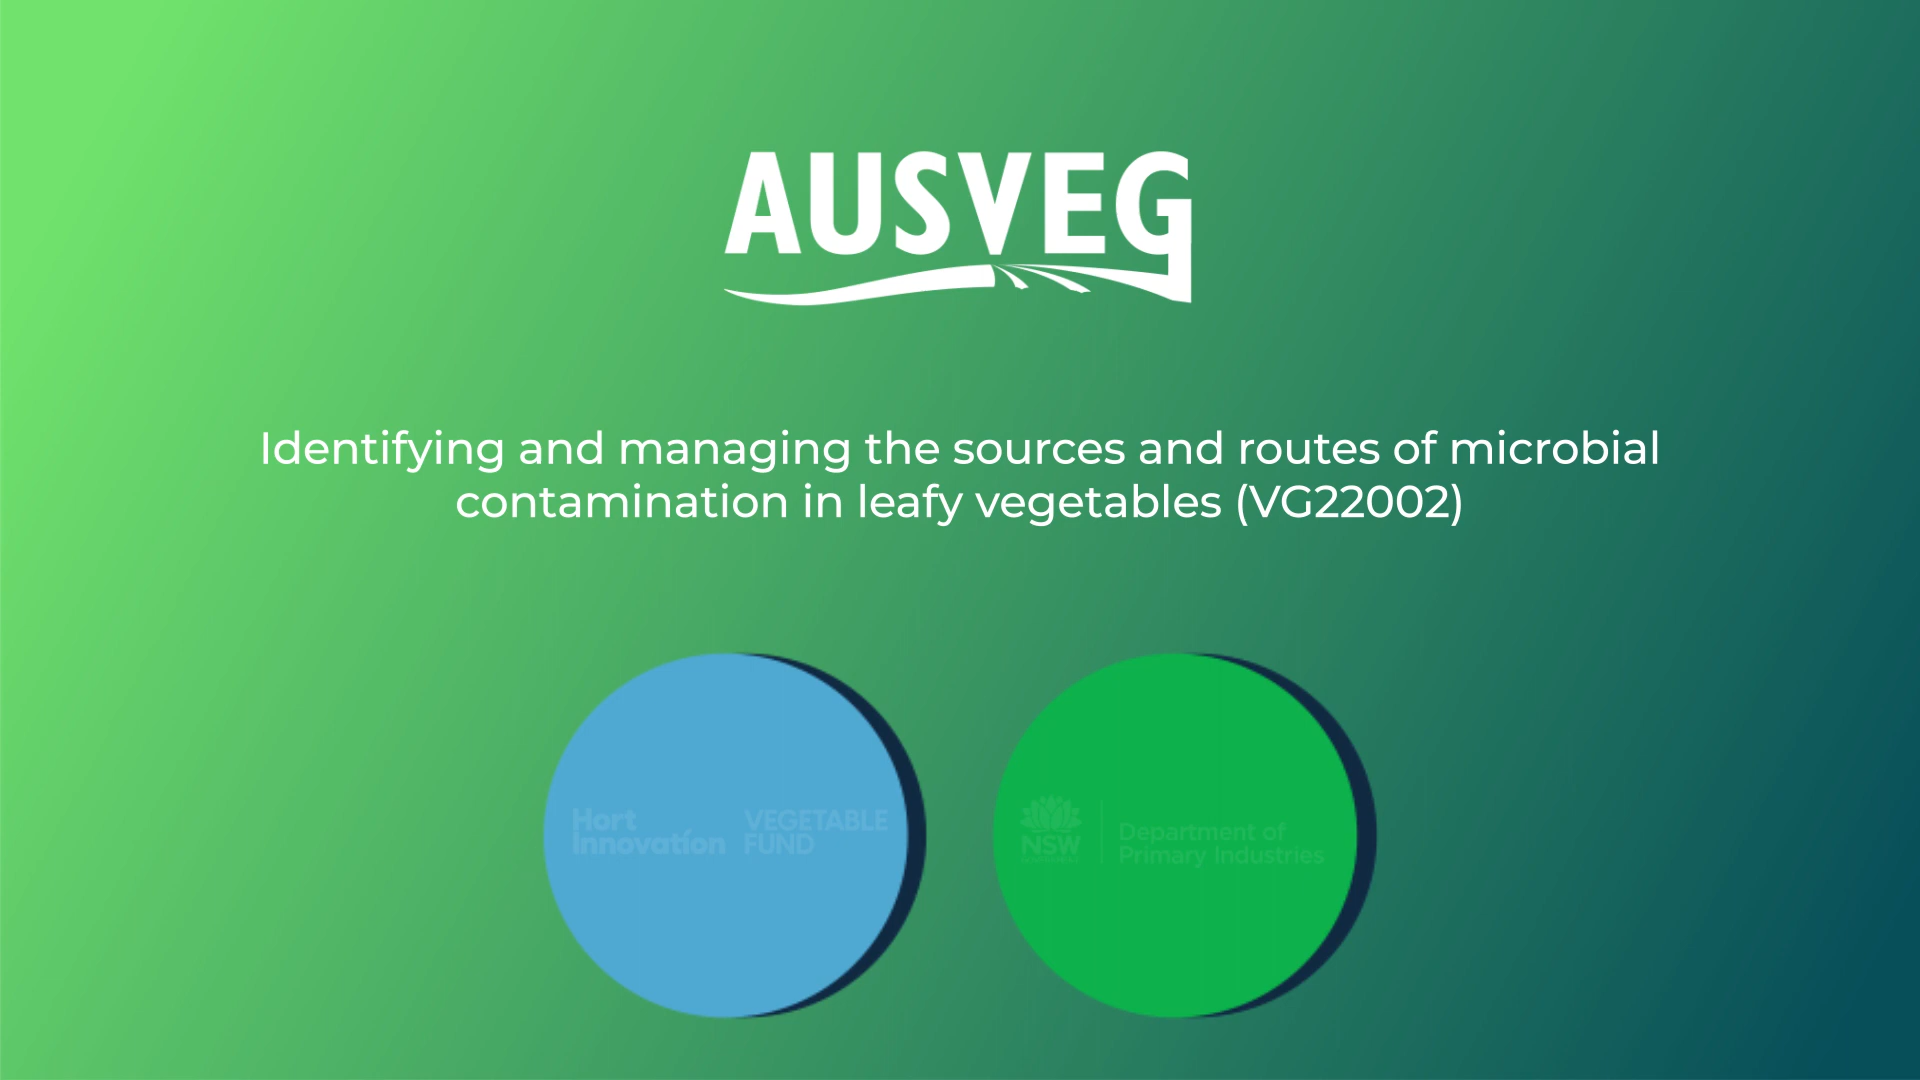 AUSVEG
Identifying and managing the sources and routes of microbial
contamination in leafy vegetables (VG22002)
Hort
Innovation
VEGETABLE
FUND
NSW
Department of
Primary Industries